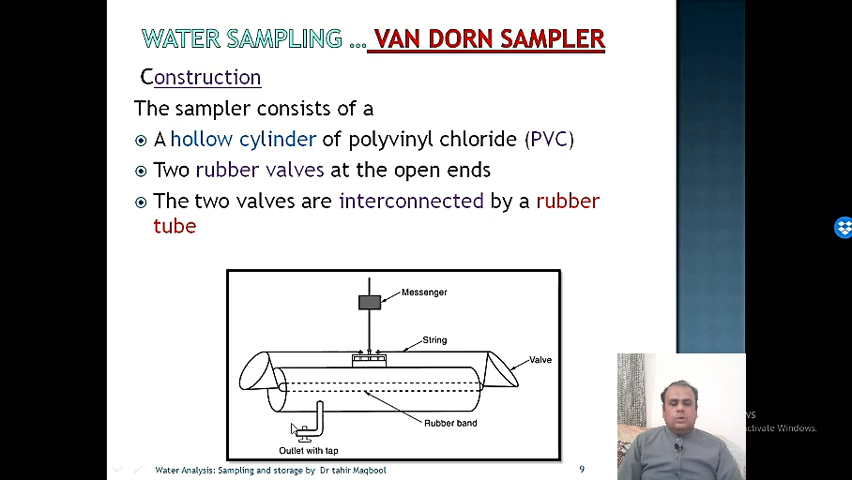 WATER SAMPLING ... VAN DORN SAMPLER
Construction
The sampler consists of a
A hollow cylinder of polyvinyl chloride (PVC)
Two rubber valves at the open ends
The two valves are interconnected by a rubber
tube
Messenger
String
Valve
Rubber band
Outlet with tap
ws
activate Windows.
Water Analysis: Sampling and storage by Dr tahir Maqbool
9